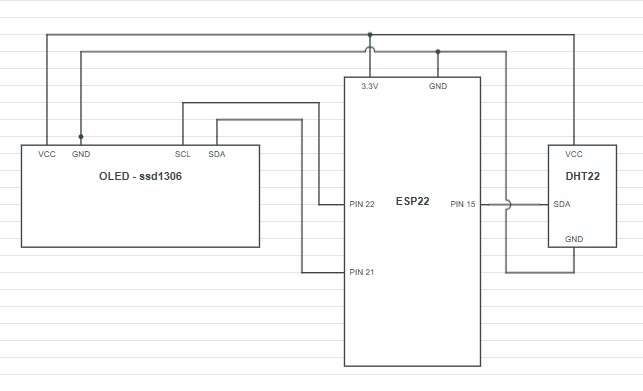 3.3V GND
VCC GND SCL SDA
OLED - ssd1306
VCC
DHT22
PIN 22
ESP22
PIN 15
SDA
GND
PIN 21